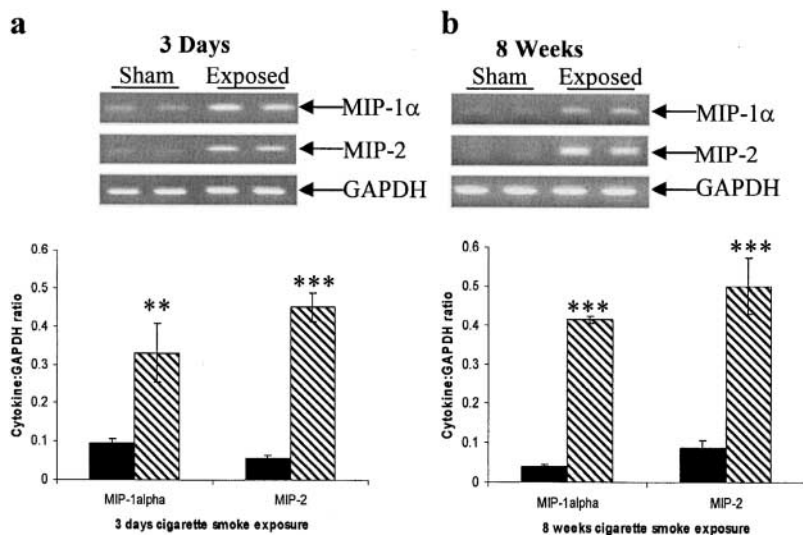 a
3 Days
Sham Exposed
MIP-1α
MIP-2
GAPDH
0.6
0.5
0.4
0.3
0.2
0.1
0
Cytokine:GAPDH ratio
**
***
MIP-1alpha MIP-2
3 days cigarette smoke exposure
b
8 Weeks
Sham Exposed
MIP-1α
MIP-2
GAPDH
0.6
0.5
0.4
0.3
0.2
0.1
0
Cytokine:GAPDH ratio
***
***
MIP-1alpha MIP-2
8 weeks cigarette smoke exposure